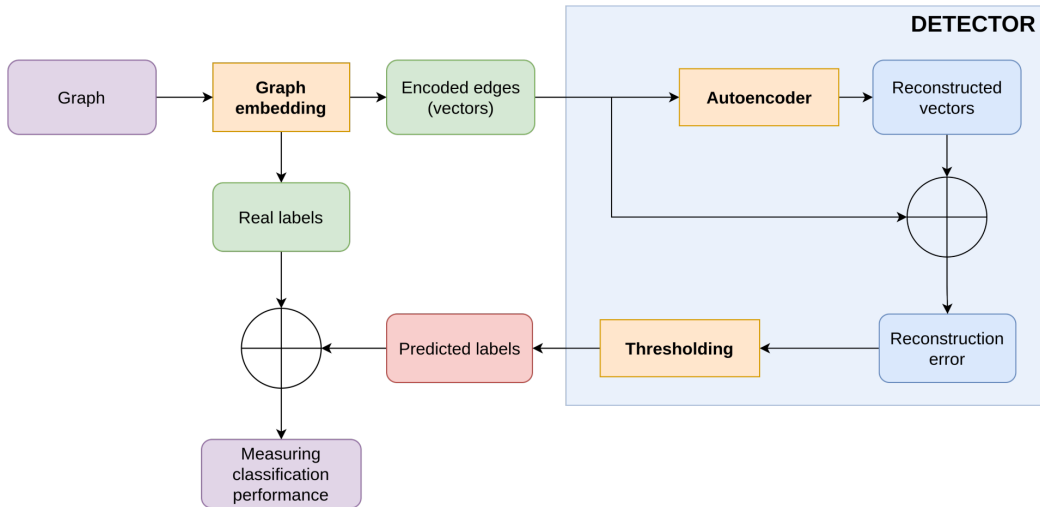 DETECTOR
Graph
Graph
embedding
Encoded edges
(vectors)
Autoencoder
Reconstructed
vectors
Real labels
Predicted labels
Thresholding
Reconstruction
error
Measuring
classification
performance